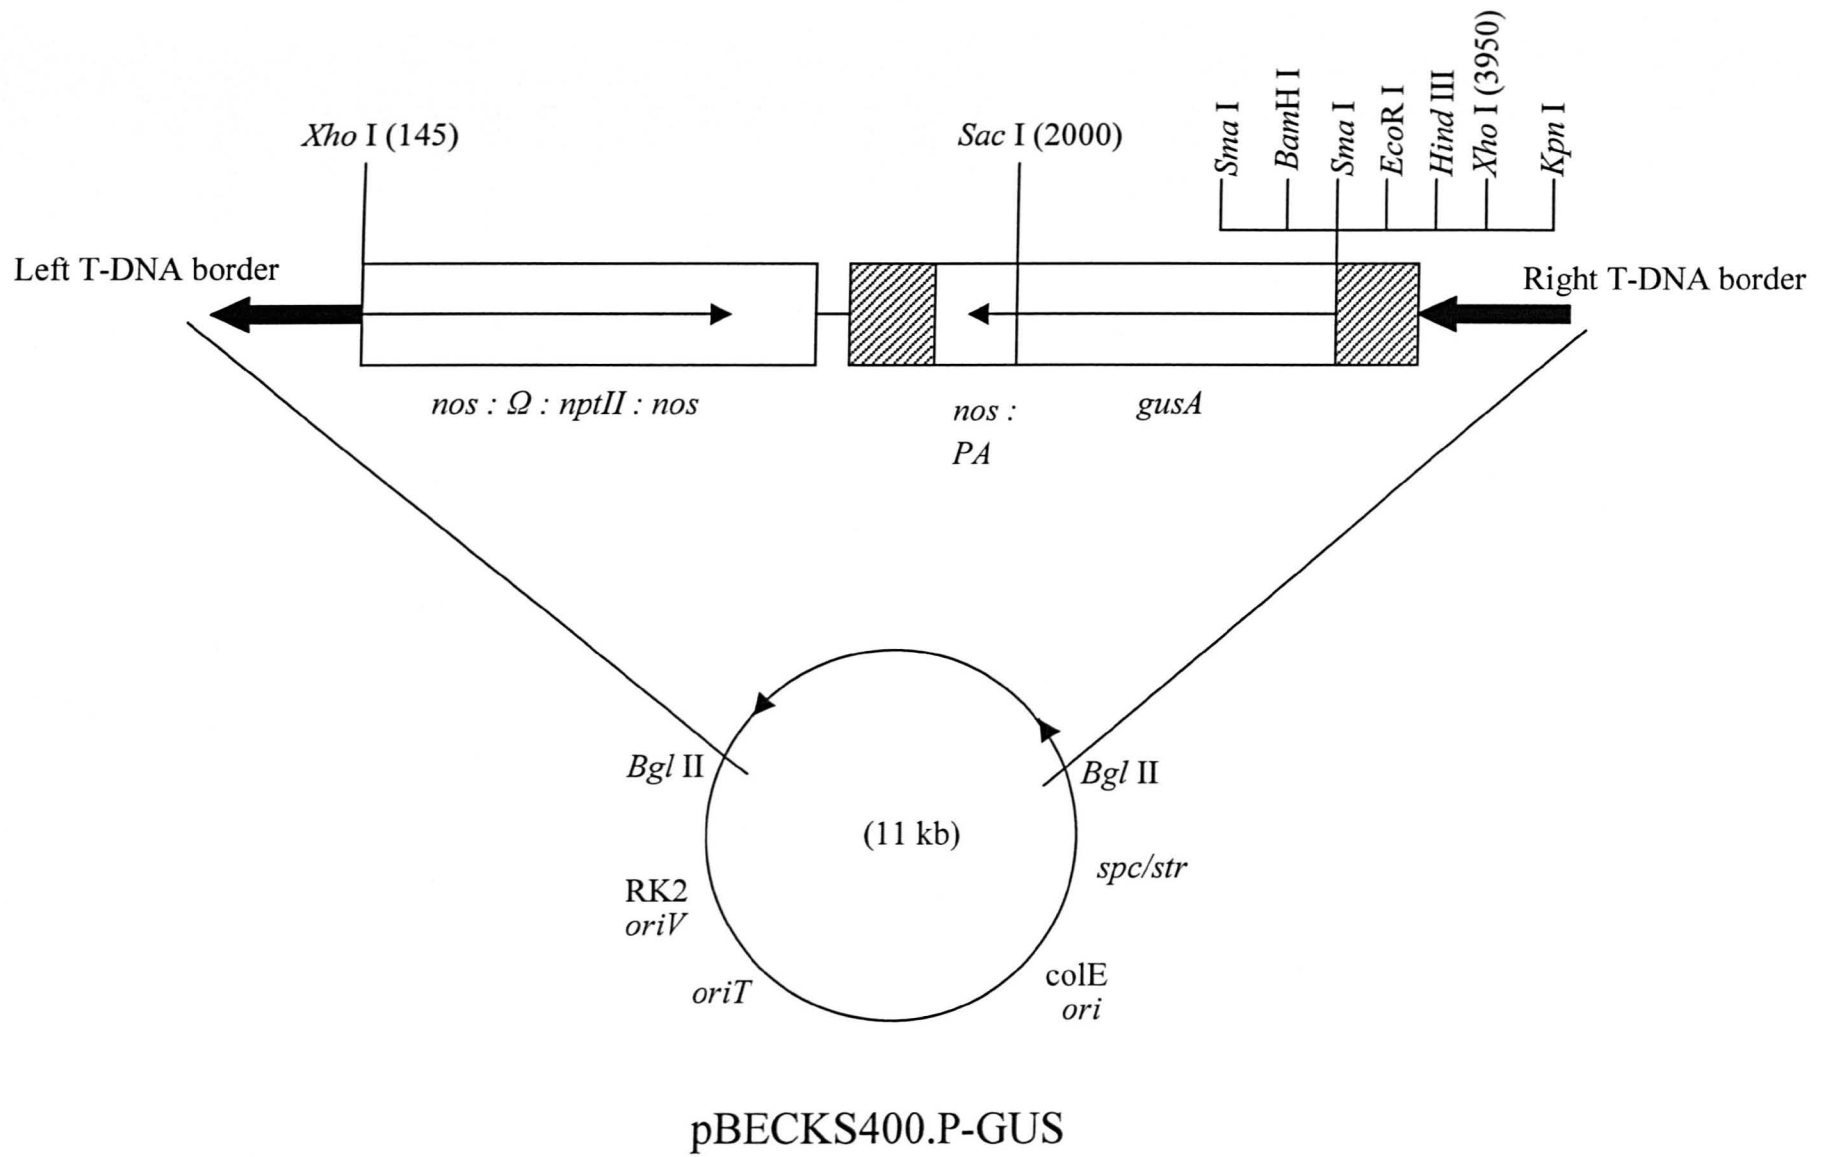 Sma I
BamH I
Sma I
EcoR I
Hind III
Xho I (3950)
Kpn I
Xho I (145)
Sac I (2000)
Left T-DNA border
Right T-DNA border
nos : Ω : nptII : nos
nos :
PA
gusA
Bgl II
Bgl II
(11 kb)
spc/str
RK2
oriV
oriT
colE
ori
pBECKS400.P-GUS